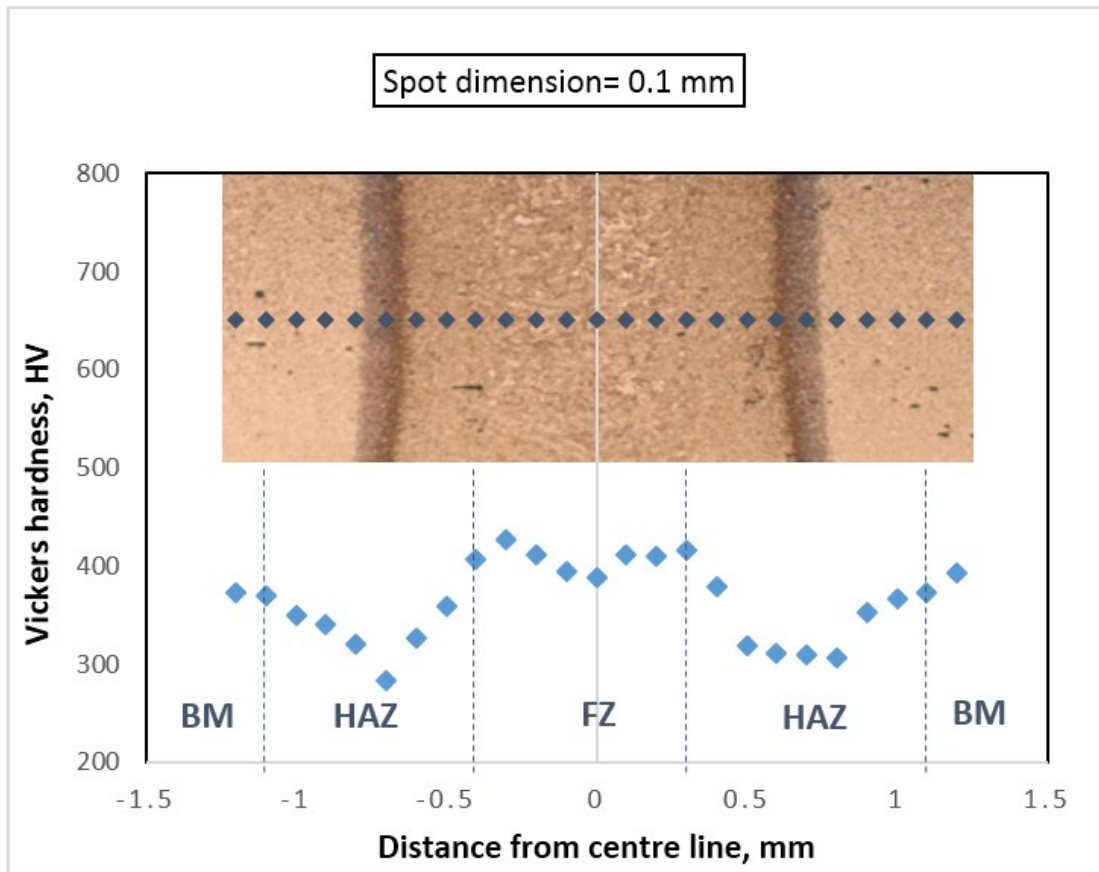 Spot dimension= 0.1 mm
800
700
600
500
400
300
200
Vickers hardness, HV
BM HAZ FZ HAZ BM
-1.5 -1 -0.5 0 0.5 1 1.5
Distance from centre line, mm